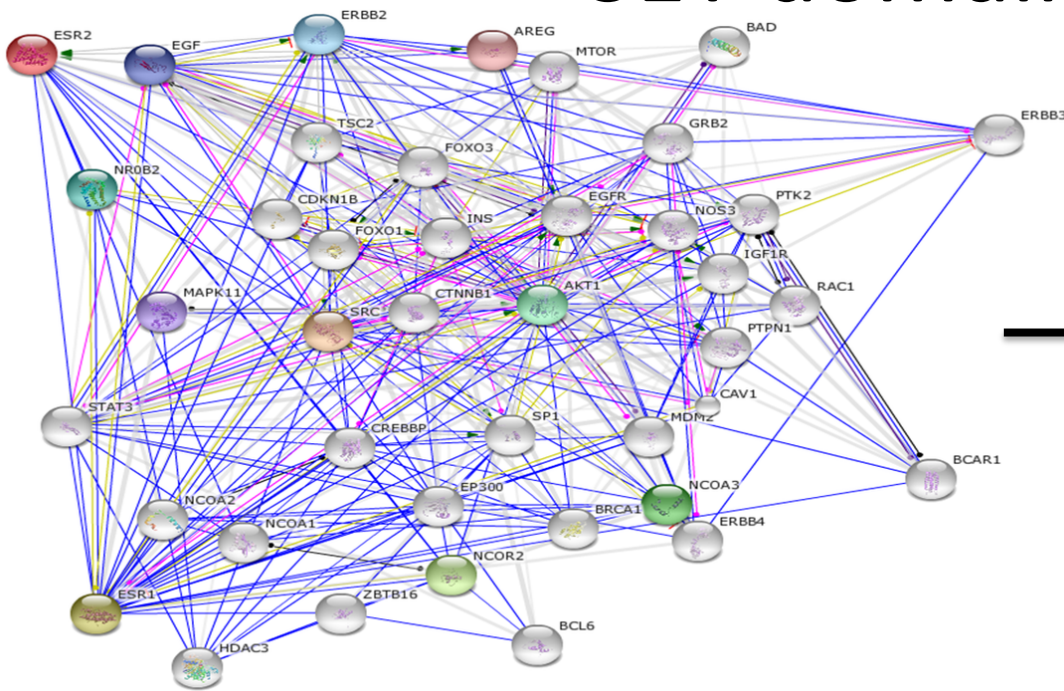 ERBB2
ESR2
AREG
BAD
EGF
MTOR
ERBB3
TSC2
GRB2
FOXO3
NR0B2
CDKN1B
EGFR
PTK2
INS
NOS3
FOXO1
IGF1R
AKT1
RAC1
MAPK11
CTNNB1
SRC
PTPN1
CAV1
STAT3
SP1
MDM2
CREBBP
BCAR1
EP300
NCOA3
NCOA2
BRCA1
NCOA1
ERBB4
NCOR2
ESR1
ZBTB16
BCL6
HDAC3